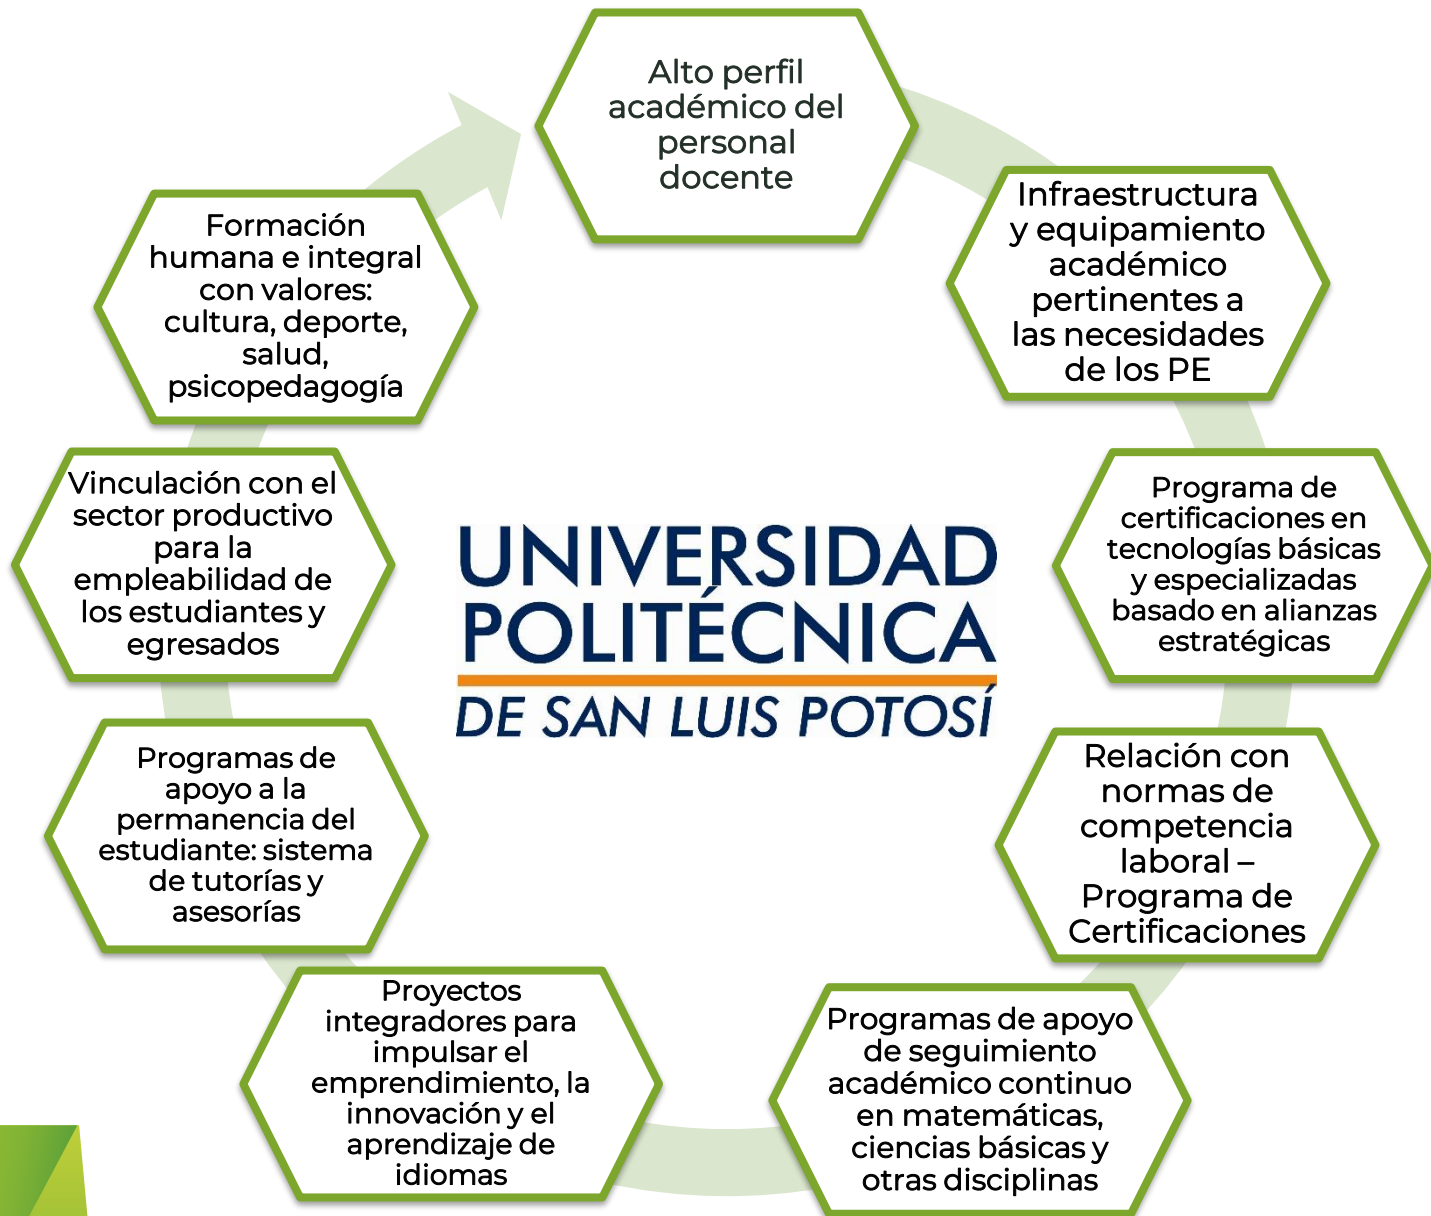 Alto perfil
académico del
personal
docente
Infraestructura
y equipamiento
académico
pertinentes a
las necesidades
de los PE
Programa de
certificaciones en
tecnologías básicas
y especializadas
basado en alianzas
estratégicas
Relación con
normas de
competencia
laboral –
Programa de
Certificaciones
Programas de apoyo
de seguimiento
académico continuo
en matemáticas,
ciencias básicas y
otras disciplinas
Proyectos
integradores para
impulsar el
emprendimiento, la
innovación y el
aprendizaje de
idiomas
Programas de
apoyo a la
permanencia del
estudiante: sistema
de tutorías y
asesorías
Vinculación con el
sector productivo
para la
empleabilidad de
los estudiantes y
egresados
Formación
humana e integral
con valores:
cultura, deporte,
salud,
psicopedagogía
UNIVERSIDAD
POLITÉCNICA
DE SAN LUIS POTOSÍ